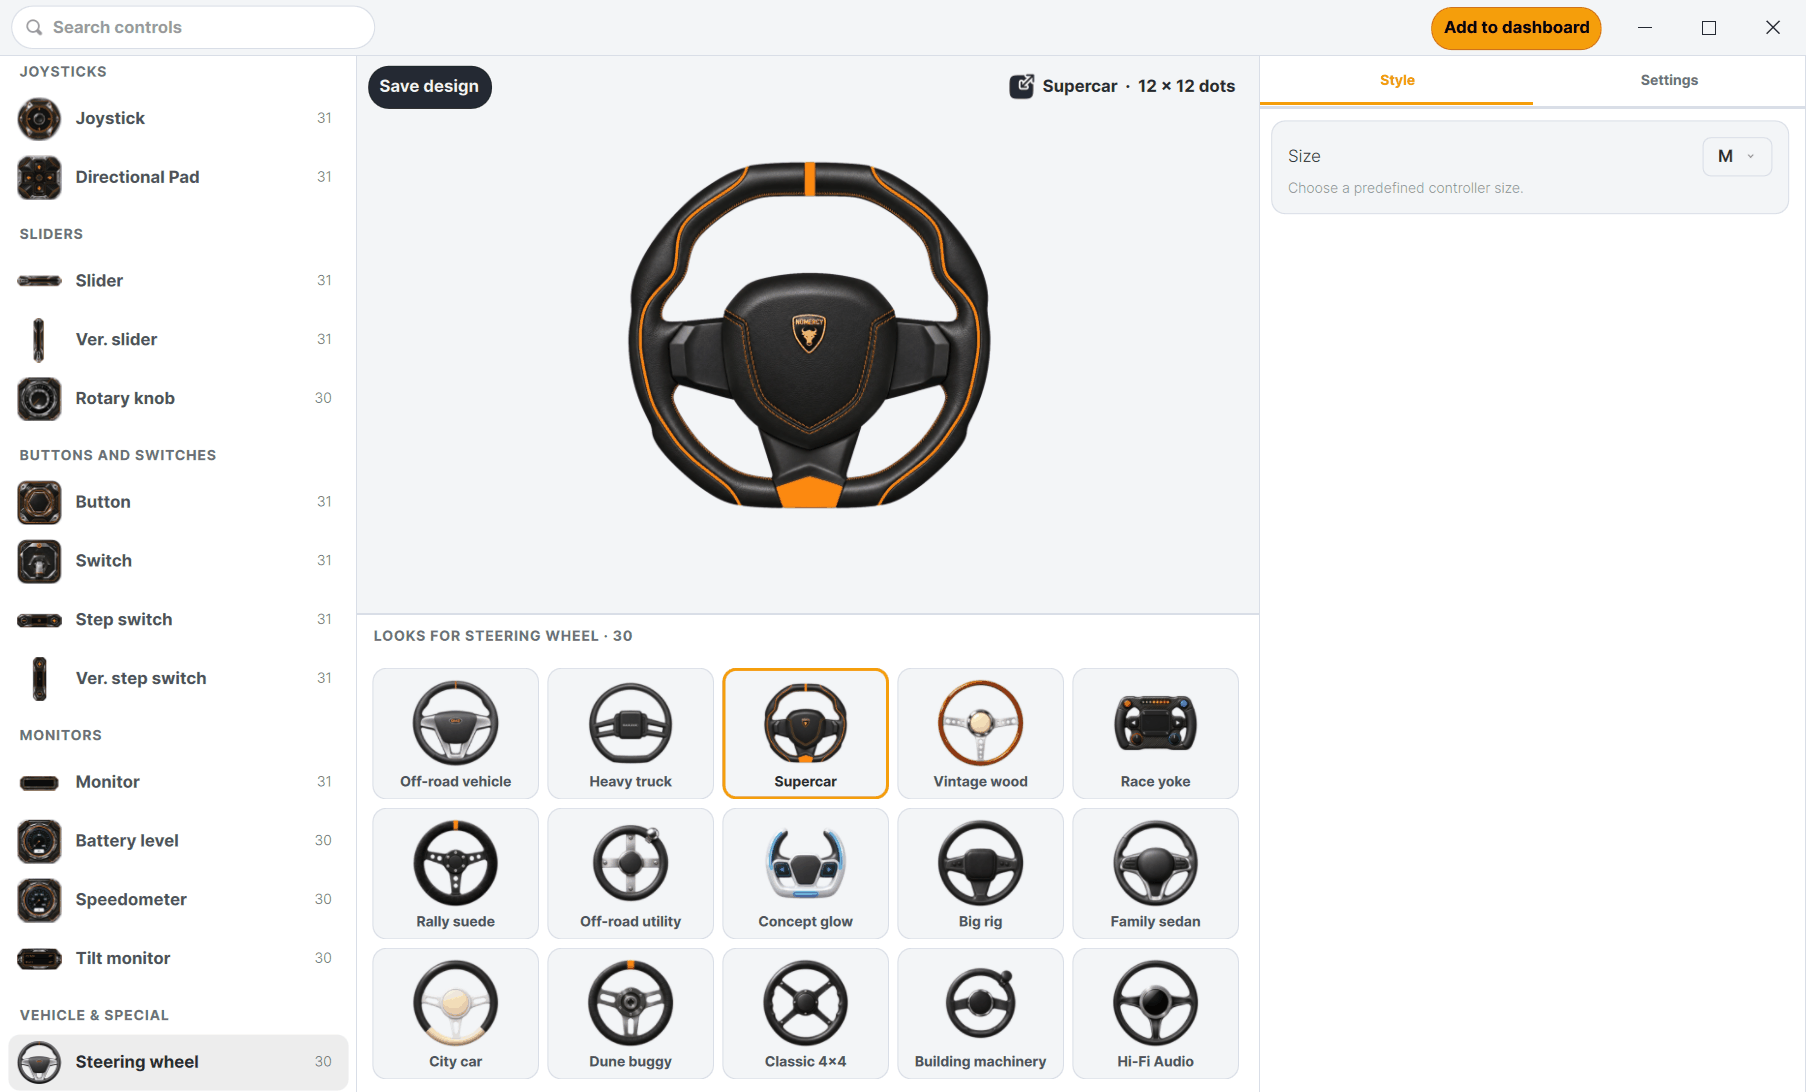 Search controls
Add to dashboard
JOYSTICKS
Joystick 31
Directional Pad 31
SLIDERS
Slider 31
Ver. slider 31
Rotary knob 30
BUTTONS AND SWITCHES
Button 31
Switch 31
Step switch 31
Ver. step switch 31
MONITORS
Monitor 31
Battery level 30
Speedometer 30
Tilt monitor 30
VEHICLE & SPECIAL
Steering wheel 30
Save design
Supercar · 12 × 12 dots
NOMERCY
LOOKS FOR STEERING WHEEL · 30
Off-road vehicle
Heavy truck
Supercar
Vintage wood
Race yoke
Rally suede
Off-road utility
Concept glow
Big rig
Family sedan
City car
Dune buggy
Classic 4×4
Building machinery
Hi-Fi Audio
Style
Settings
Size
M
Choose a predefined controller size.